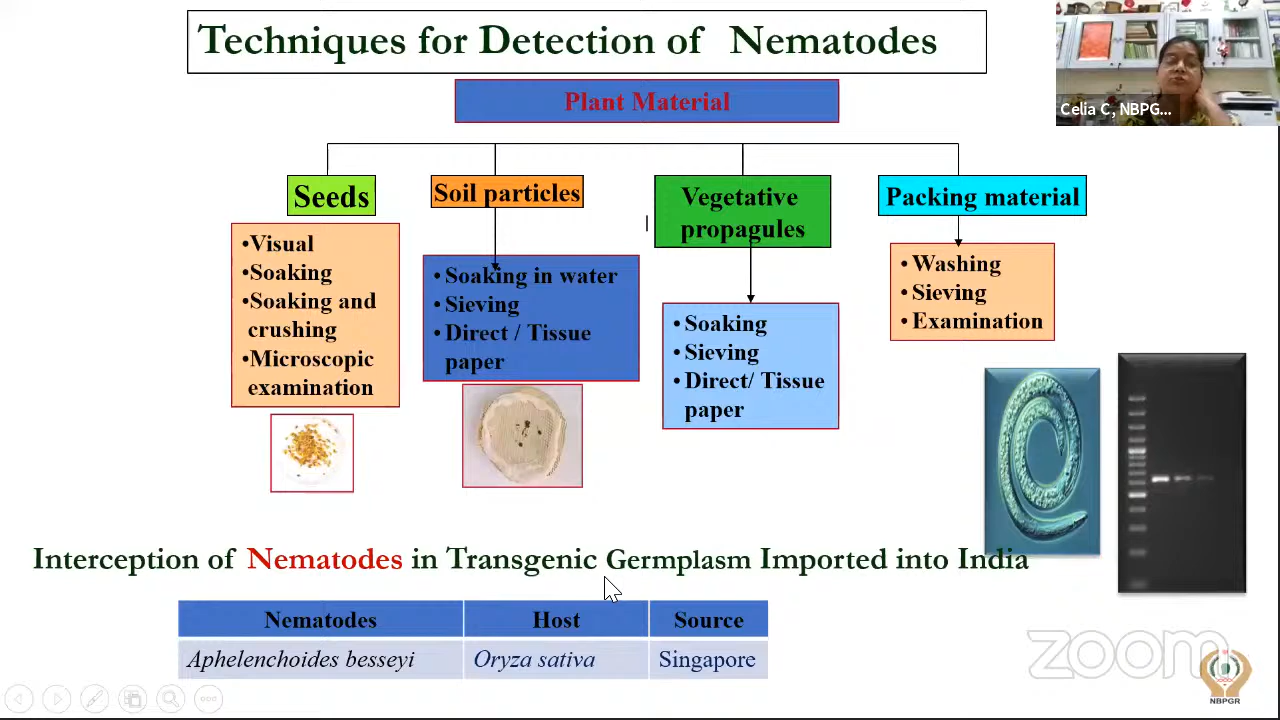 Techniques for Detection of Nematodes
Celia C, NBPG...
Plant Material
Seeds
•Visual
•Soaking
•Soaking and
crushing
•Microscopic
examination
Soil particles
•Soaking in water
•Sieving
•Direct / Tissue
paper
Vegetative
propagules
•Soaking
•Sieving
•Direct/ Tissue
paper
Packing material
•Washing
•Sieving
•Examination
Interception of Nematodes in Transgenic Germplasm Imported into India
Nematodes Host Source
Aphelenchoides besseyi Oryza sativa Singapore
zoom
NBPGR